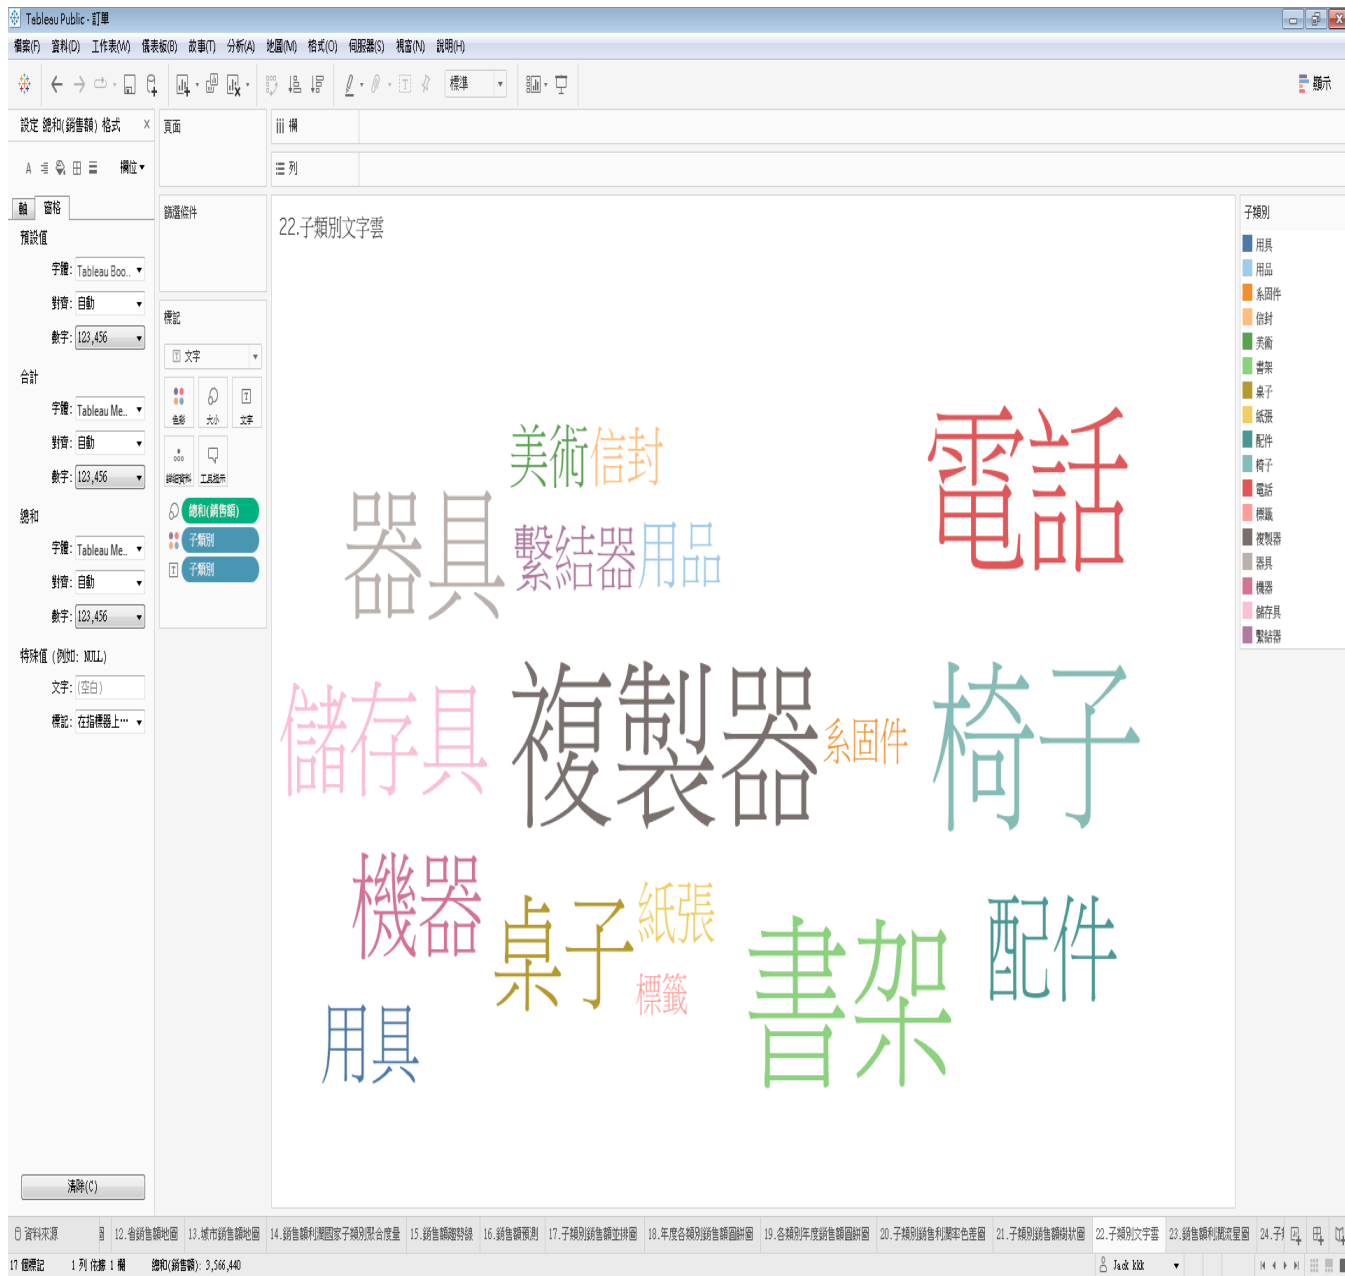 Tableau Public - 訂單
檔案(F) 資料(D) 工作表(W) 儀表板(B) 故事(T) 分析(A) 地圖(M) 格式(O) 伺服器(S) 視窗(N) 說明(H)
標準
顯示
設定 總和(銷售額) 格式 ×
頁面
欄
列
欄位
軸 窗格
預設值
字體: Tableau Boo..
對齊: 自動
數字: 123,456
合計
字體: Tableau Me..
對齊: 自動
數字: 123,456
總和
字體: Tableau Me..
對齊: 自動
數字: 123,456
特殊值 (例如: NULL)
文字: (空白)
標記: 在指標器上…
清除(C)
篩選條件
標記
文字
色彩 大小 文字
詳細資料 工具提示
總和(銷售額)
子類別
子類別
22.子類別文字雲
美術 信封
電話
器具
繫結器 用品
儲存具 複製器 系固件 椅子
機器
桌子 紙張
標籤
書架
配件
用具
子類別
用具
用品
系固件
信封
美術
書架
桌子
紙張
配件
椅子
電話
標籤
複製器
器具
機器
儲存具
繫結器
資料來源 圖 12.省銷售額地圖 13.城市銷售額地圖 14.銷售額利潤國家子類別聚合度量 15.銷售額趨勢線 16.銷售額預測 17.子類別銷售額並排圖 18.年度各類別銷售額圓餅圖 19.各類別年度銷售額圓餅圖 20.子類別銷售利潤率色差圖 21.子類別銷售額樹狀圖 22.子類別文字雲 23.銷售額利潤流星圖 24.子
17 個標記 1 列 依據 1 欄 總和(銷售額): 3,566,440 Jack kkk